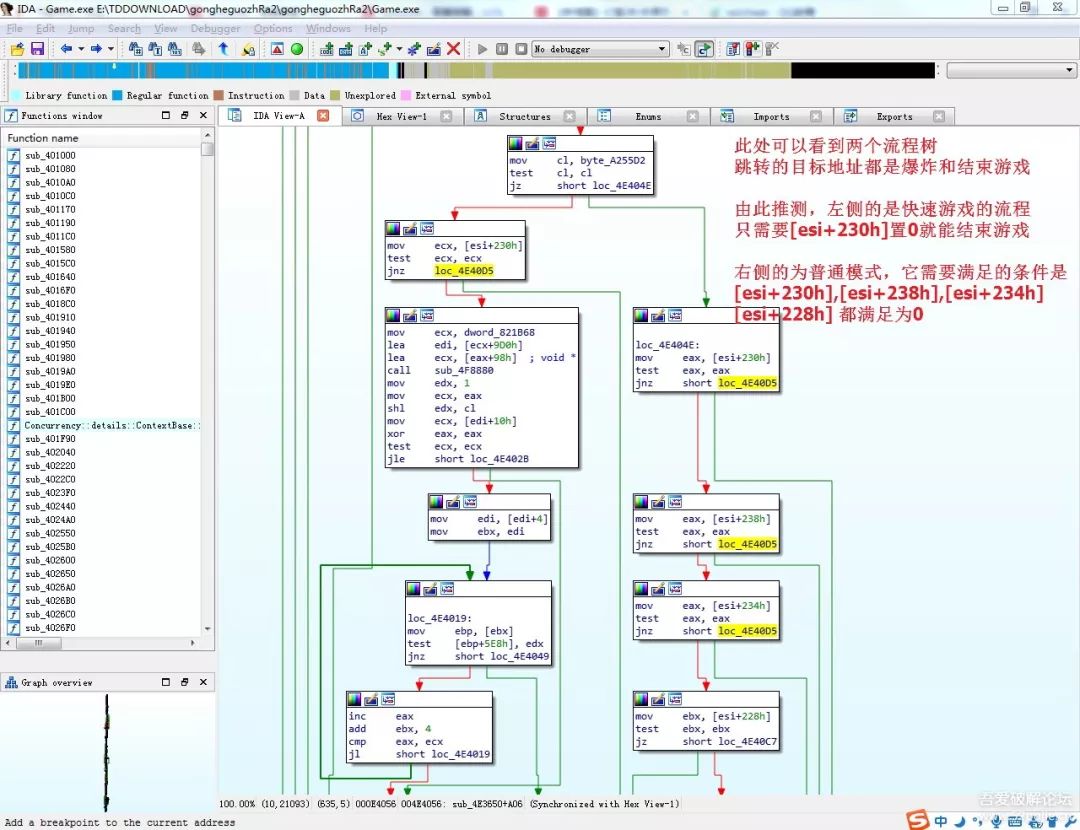 IDA - Game.exe E:\TDDOWNLOAD\gongheguozhRa2\gongheguozhRa2\Game.exe
File Edit Jump Search View Debugger Options Windows Help
No debugger
Library function Regular function Instruction Data Unexplored External symbol
Functions window
IDA View-A
Hex View-1
Structures
Enums
Imports
Exports
Function name
sub_401000
sub_401080
sub_4010A0
sub_4010C0
sub_401170
sub_401190
sub_4011C0
sub_401580
sub_4015C0
sub_401640
sub_4016F0
sub_4018C0
sub_401910
sub_401940
sub_401950
sub_401980
sub_4019A0
sub_4019E0
sub_401B00
sub_401C00
Concurrency::details::ContextBase::
sub_401F90
sub_402040
sub_402220
sub_4022C0
sub_4023F0
sub_402440
sub_4024A0
sub_402550
sub_4025B0
sub_402600
sub_402650
sub_4026A0
sub_4026B0
sub_4026C0
sub_4026F0
Graph overview
mov cl, byte_A255D2
test cl, cl
jz short loc_4E404E
mov ecx, [esi+230h]
test ecx, ecx
jnz loc_4E40D5
mov ecx, dword_821B68
lea edi, [ecx+9D0h]
lea ecx, [eax+98h] ; void *
call sub_4F8880
mov edx, 1
mov ecx, eax
shl edx, cl
mov ecx, [edi+10h]
xor eax, eax
test ecx, ecx
jle short loc_4E402B
mov edi, [edi+4]
mov ebx, edi
loc_4E4019:
mov ebp, [ebx]
test [ebp+5E8h], edx
jnz short loc_4E4049
inc eax
add ebx, 4
cmp eax, ecx
jl short loc_4E4019
此处可以看到两个流程树
跳转的目标地址都是爆炸和结束游戏
由此推测，左侧的是快速游戏的流程
只需要[esi+230h]置0就能结束游戏
右侧的为普通模式，它需要满足的条件是
[esi+230h],[esi+238h],[esi+234h]
[esi+228h] 都满足为0
loc_4E404E:
mov eax, [esi+230h]
test eax, eax
jnz short loc_4E40D5
mov eax, [esi+238h]
test eax, eax
jnz short loc_4E40D5
mov eax, [esi+234h]
test eax, eax
jnz short loc_4E40D5
mov ebx, [esi+228h]
test ebx, ebx
jz short loc_4E40C7
100.00% (10,21093) (635,5) 000E4056 004E4056: sub_4E3650+A06 (Synchronized with Hex View-1)
Add a breakpoint to the current address
吾爱破解论坛
中